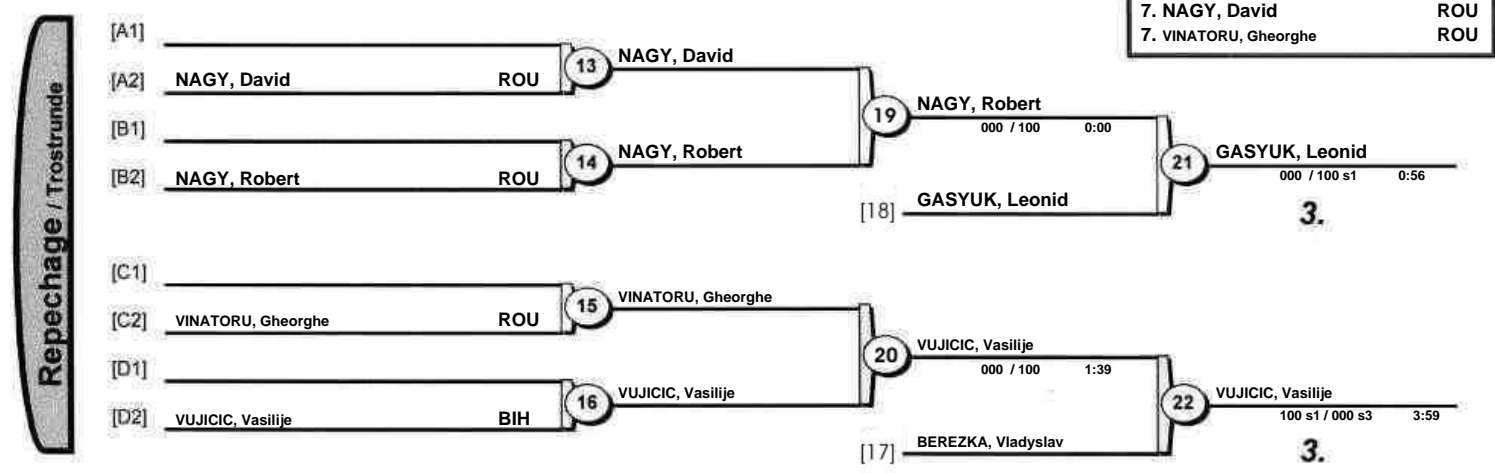 7. NAGY, David ROU
7. VINATORU, Gheorghe ROU
Repechage / Trostrunde
[A1]
[A2] NAGY, David ROU
13 NAGY, David
[B1]
[B2] NAGY, Robert ROU
14 NAGY, Robert
19 NAGY, Robert
000 / 100 0:00
[18] GASYUK, Leonid
21 GASYUK, Leonid
000 / 100 s1 0:56
3.
[C1]
[C2] VINATORU, Gheorghe ROU
15 VINATORU, Gheorghe
[D1]
[D2] VUJICIC, Vasilije BIH
16 VUJICIC, Vasilije
20 VUJICIC, Vasilije
000 / 100 1:39
[17] BEREZKA, Vladyslav
22 VUJICIC, Vasilije
100 s1 / 000 s3 3:59
3.